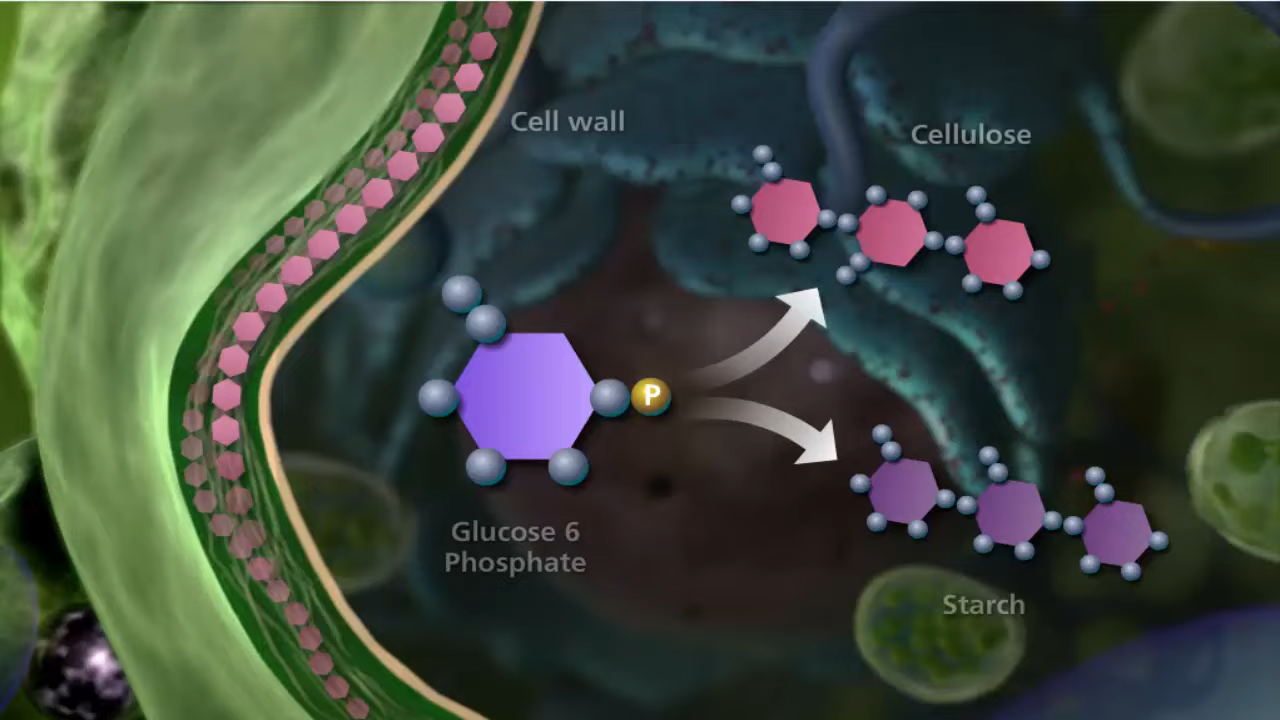 Cell wall
Cellulose
P
Glucose 6
Phosphate
Starch